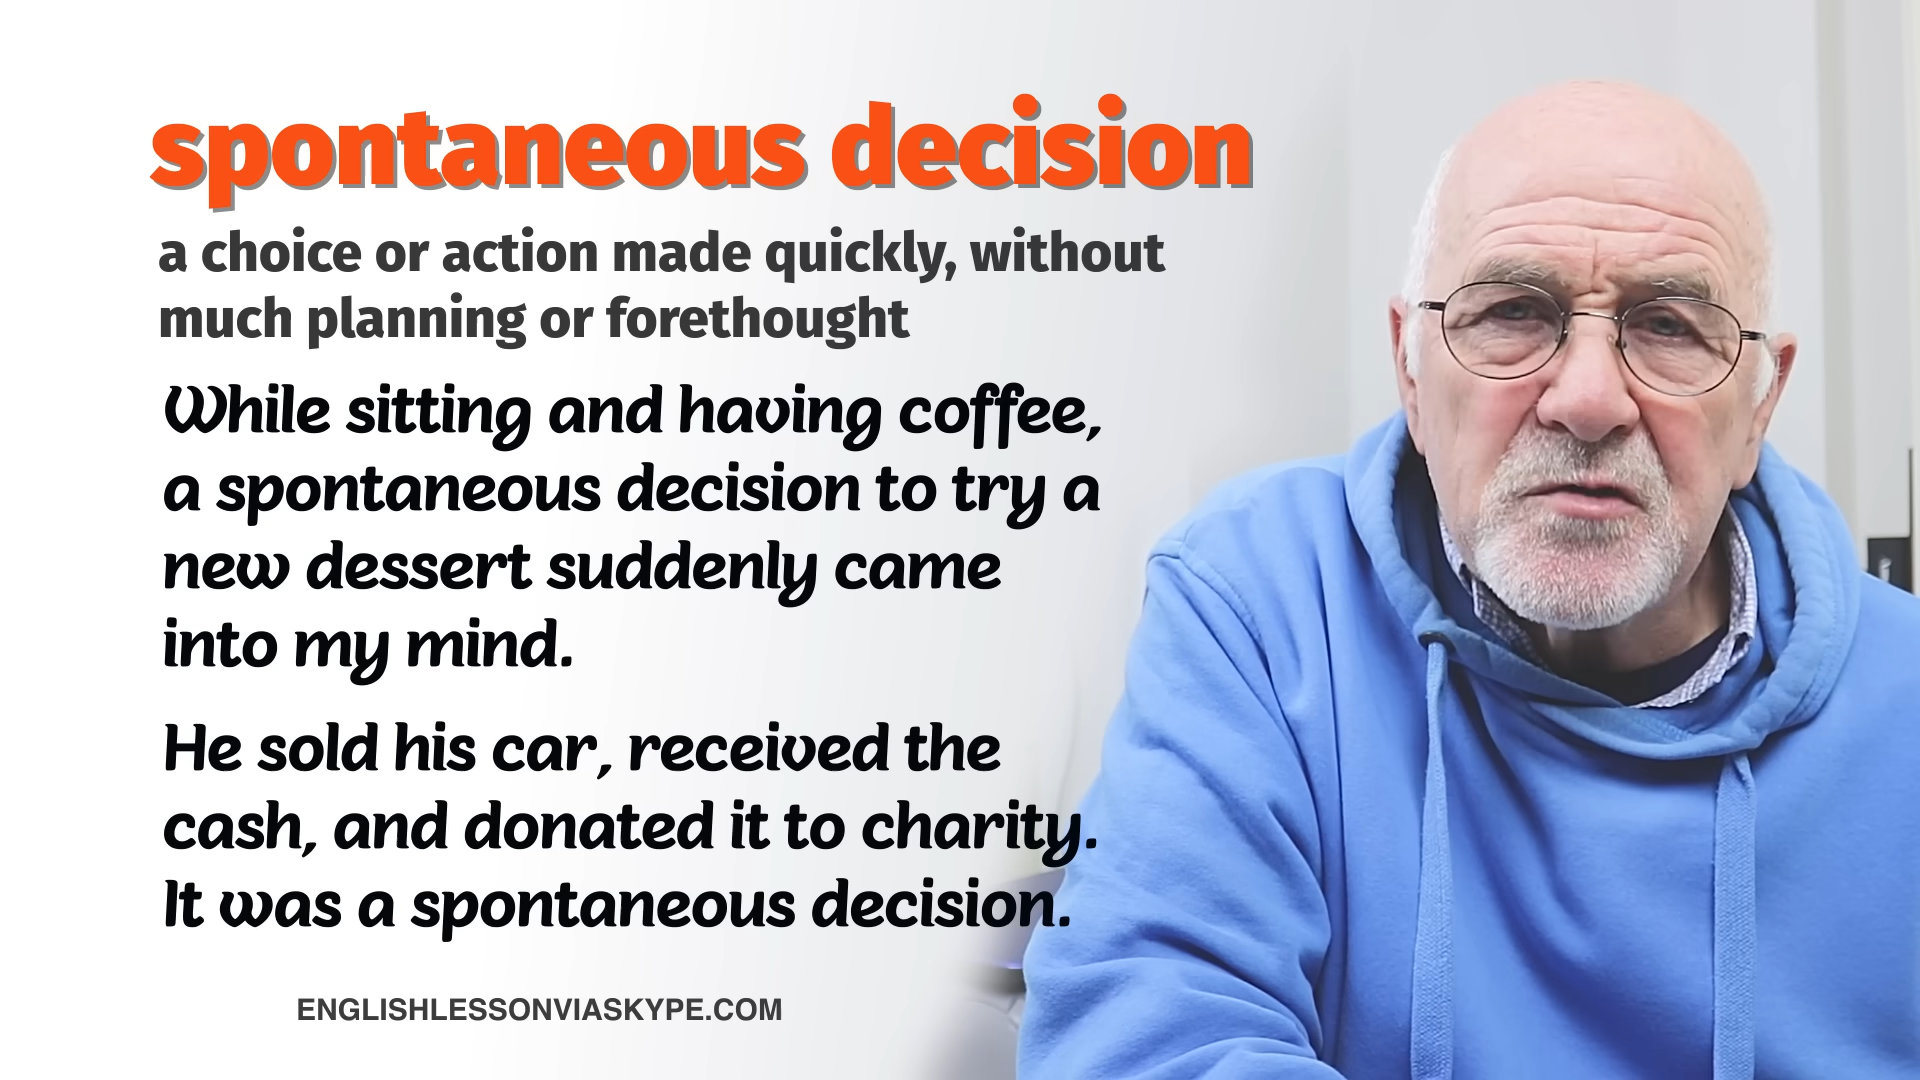 spontaneous decision
a choice or action made quickly, without
much planning or forethought
While sitting and having coffee,
a spontaneous decision to try a
new dessert suddenly came
into my mind.
He sold his car, received the
cash, and donated it to charity.
It was a spontaneous decision.
ENGLISHLESSONVIASKYPE.COM